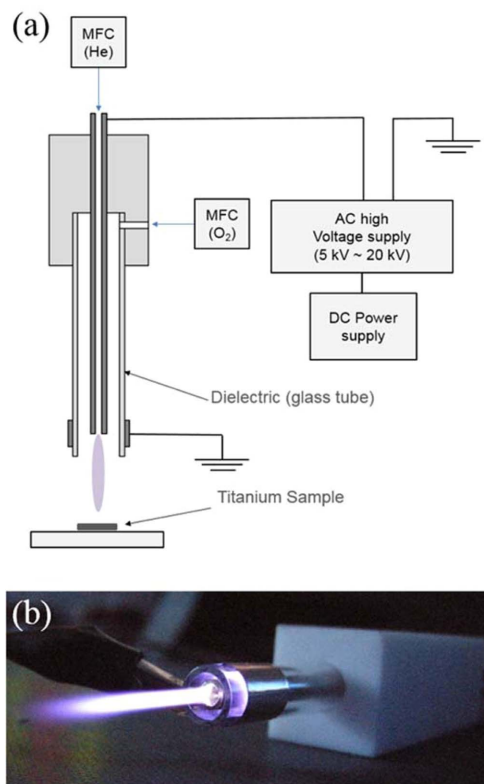 (a)
MFC
(He)
MFC
(O₂)
AC high
Voltage supply
(5 kV ~ 20 kV)
DC Power
supply
Dielectric (glass tube)
Titanium Sample
(b)